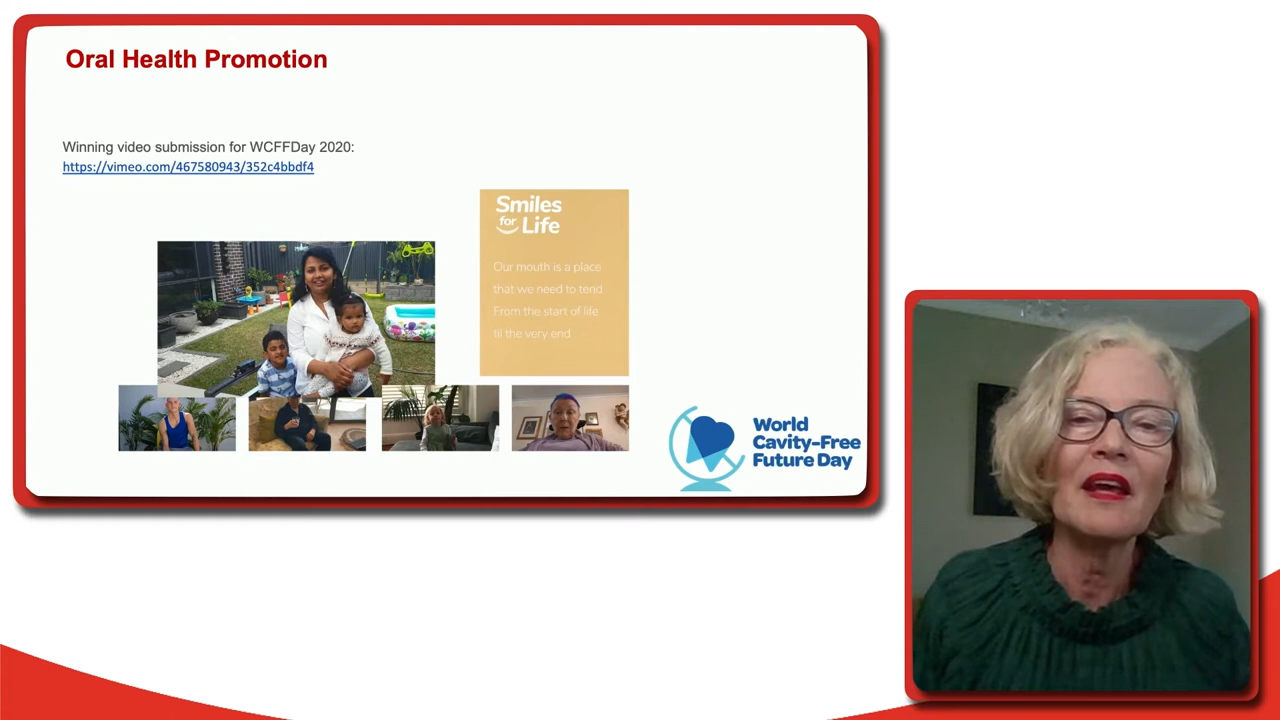 Oral Health Promotion
Winning video submission for WCFFDay 2020:
https://vimeo.com/467580943/352c4bbdf4
Smiles
for Life
Our mouth is a place
that we need to tend
From the start of life
til the very end
World
Cavity-Free
Future Day